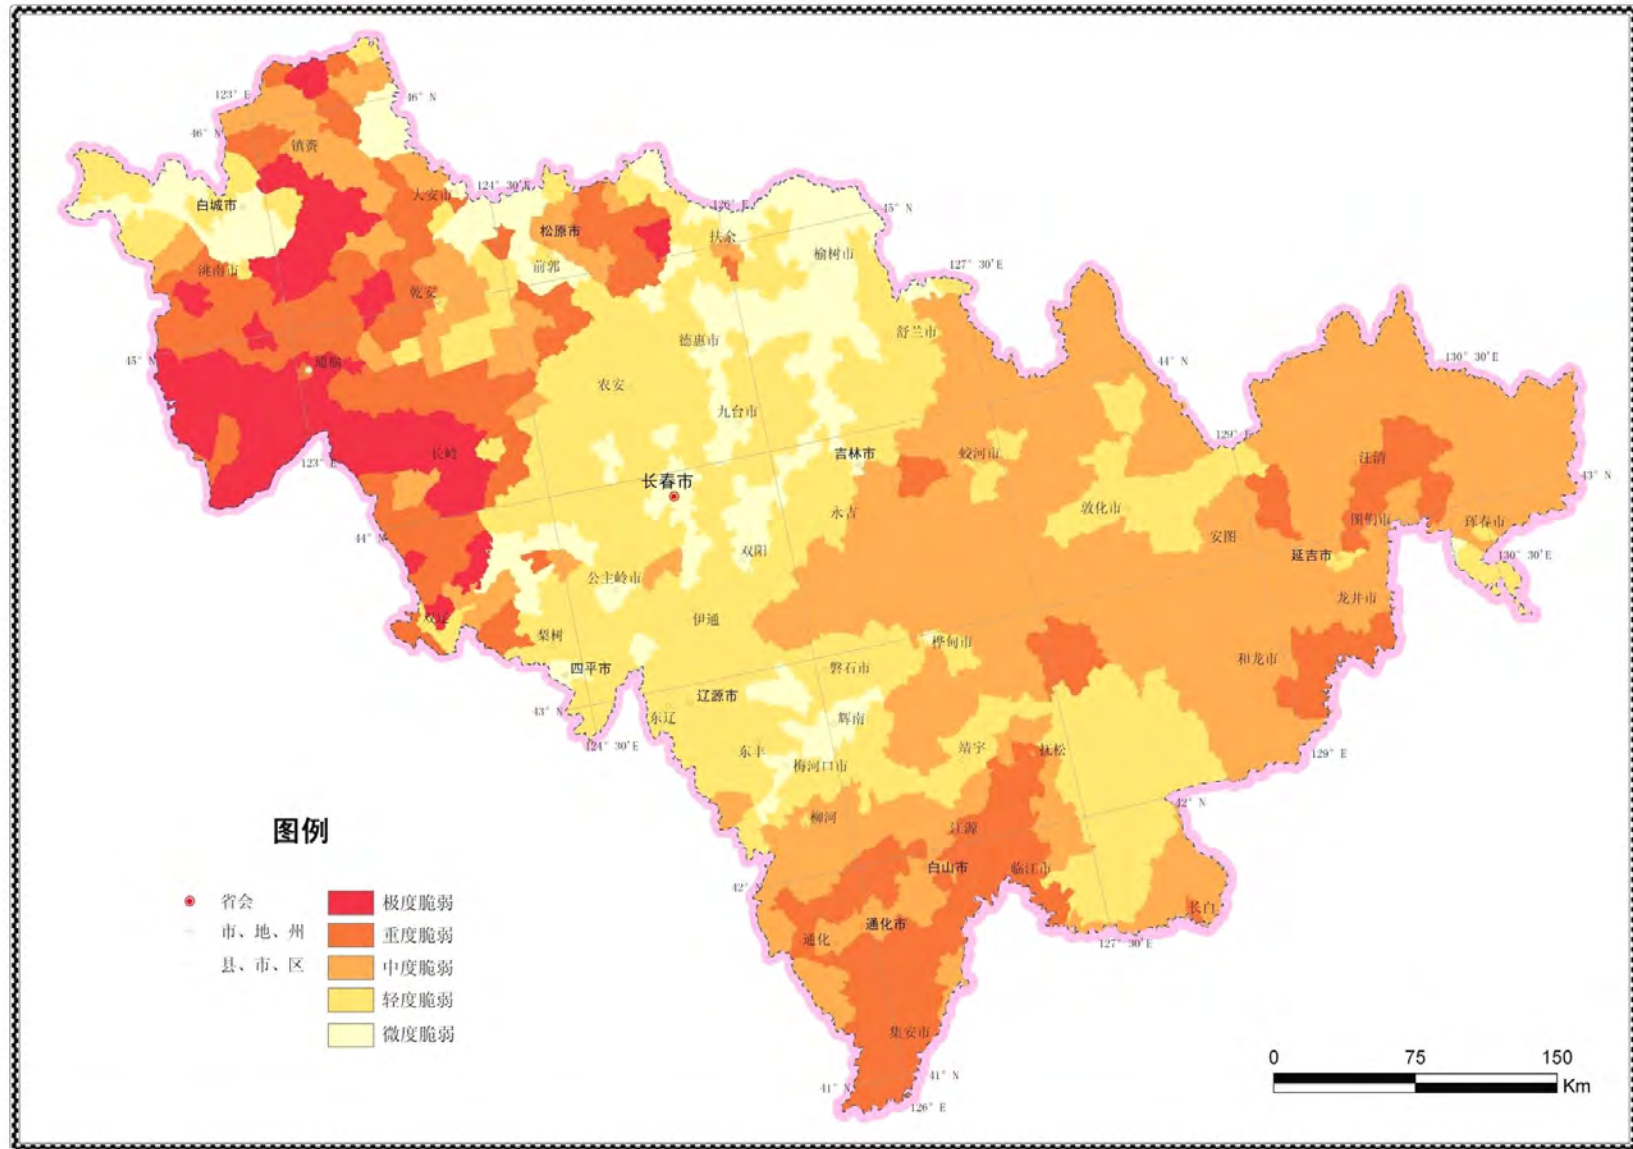 123° E
46° N
46° N
镇赉
大安市
124° 30'E
白城市
松原市
126° E
45° N
扶余
榆树市
127° 30'E
洮南市
前郭
乾安
舒兰市
德惠市
45° N
通榆
44° N
130° 30'E
农安
九台市
129° E
长岭
123° E
吉林市
蛟河市
汪清
43° N
长春市
永吉
敦化市
安图
图们市
珲春市
44° N
双阳
延吉市
130° 30'E
公主岭市
龙井市
双辽
伊通
梨树
桦甸市
四平市
磐石市
和龙市
辽源市
43° N
东辽
辉南
124° 30'E
东丰
靖宇
抚松
129° E
梅河口市
42° N
柳河
江源
图例
白山市
临江市
42° N
省会
极度脆弱
长白
市、地、州
重度脆弱
通化市
通化
127° 30'E
县、市、区
中度脆弱
轻度脆弱
微度脆弱
集安市
0 75 150
Km
41° N
41° N
126° E